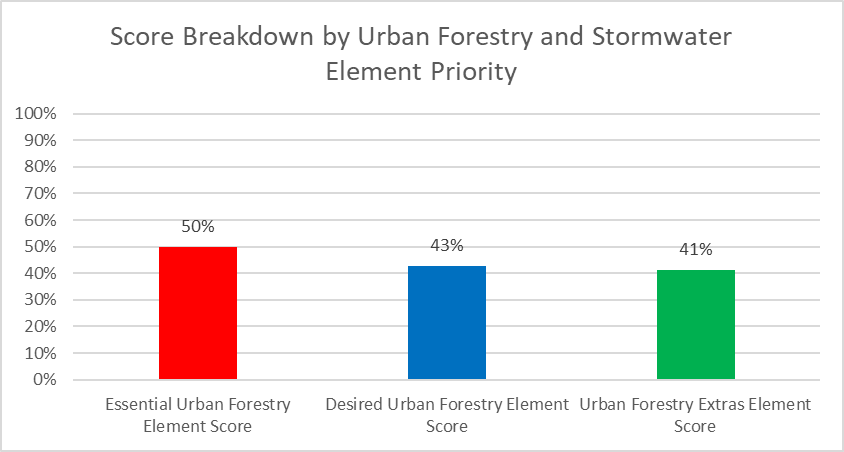 Score Breakdown by Urban Forestry and Stormwater
Element Priority
100%
90%
80%
70%
60%
50%
40%
30%
20%
10%
0%
50%
43%
41%
Essential Urban Forestry
Element Score
Desired Urban Forestry Element
Score
Urban Forestry Extras Element
Score